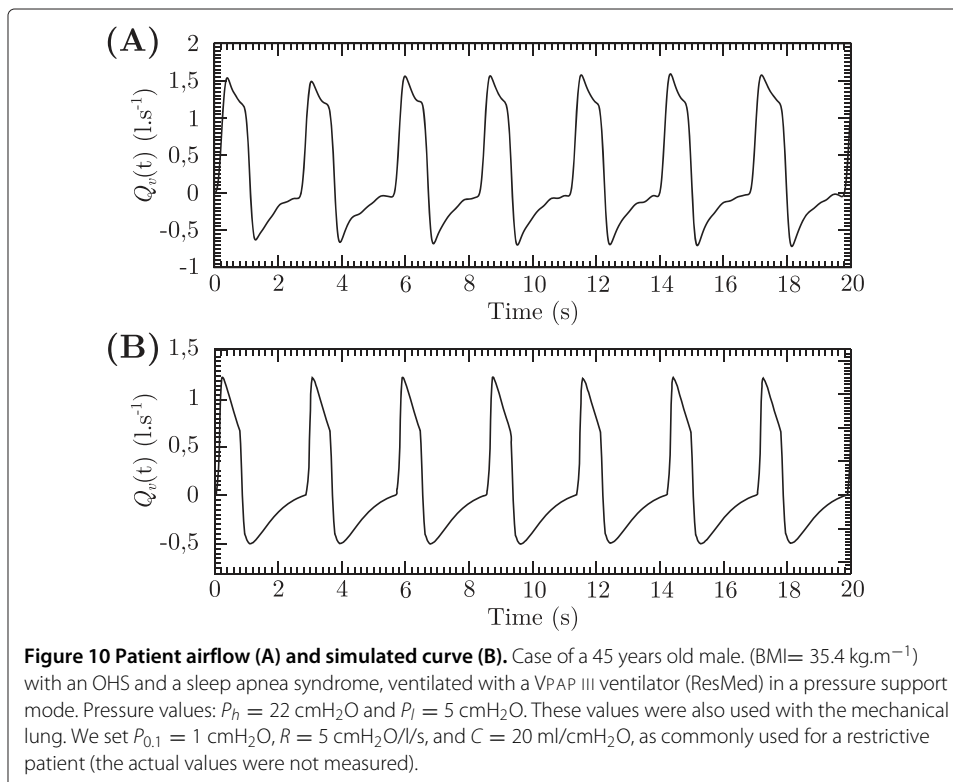 (A)
2
1,5
1
0,5
0
-0,5
-1
Qv(t) (l.s-1)
0 2 4 6 8 10 12 14 16 18 20
Time (s)
(B)
1,5
1
0,5
0
-0,5
Qv(t) (l.s-1)
0 2 4 6 8 10 12 14 16 18 20
Time (s)
Figure 10 Patient airflow (A) and simulated curve (B). Case of a 45 years old male. (BMI= 35.4 kg.m−1)
with an OHS and a sleep apnea syndrome, ventilated with a VPAP III ventilator (ResMed) in a pressure support
mode. Pressure values: Ph = 22 cmH2O and Pl = 5 cmH2O. These values were also used with the mechanical
lung. We set P0.1 = 1 cmH2O, R = 5 cmH2O/l/s, and C = 20 ml/cmH2O, as commonly used for a restrictive
patient (the actual values were not measured).